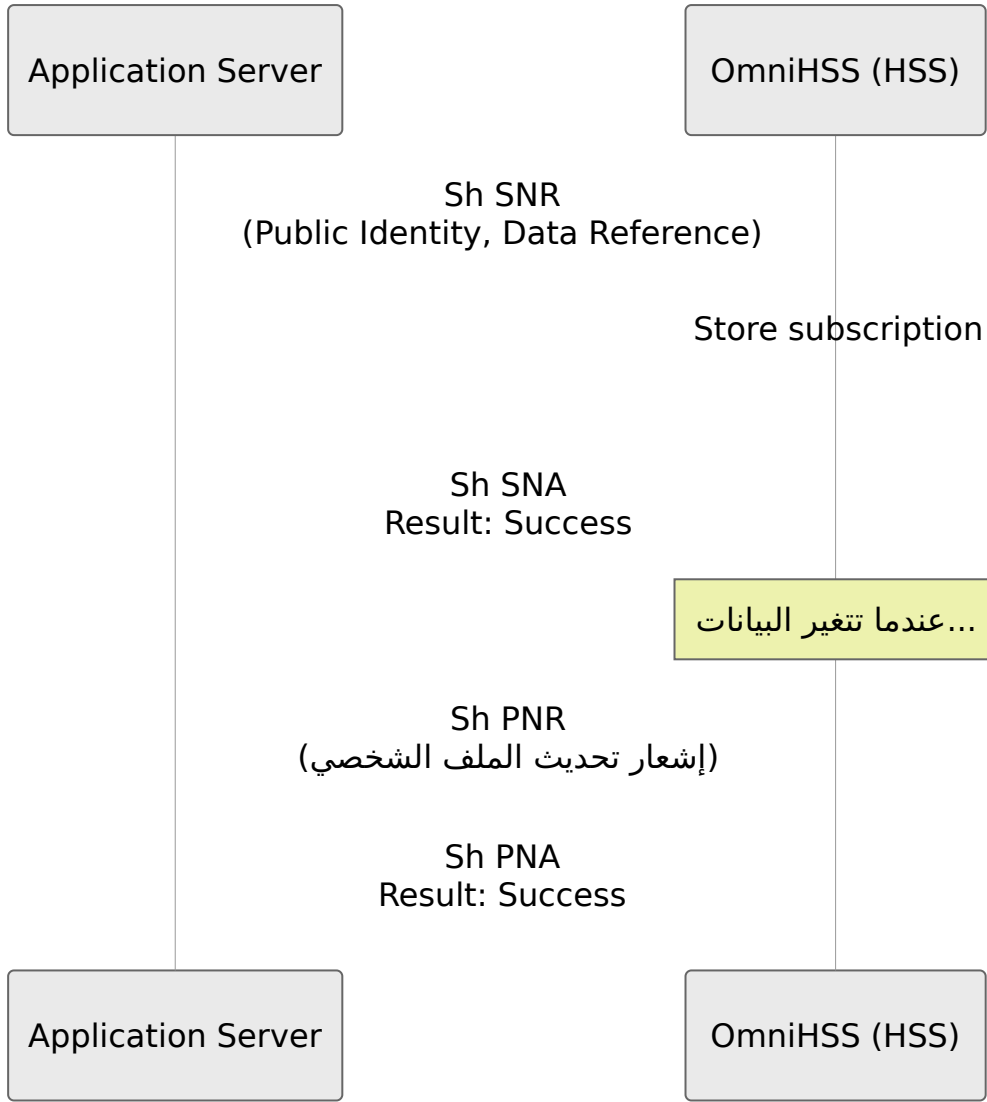 Application Server
OmniHSS (HSS)
Sh SNR
(Public Identity, Data Reference)
Store subscription
Sh SNA
Result: Success
عندما تتغير البيانات...
Sh PNR
(إشعار تحديث الملف الشخصي)
Sh PNA
Result: Success
Application Server
OmniHSS (HSS)